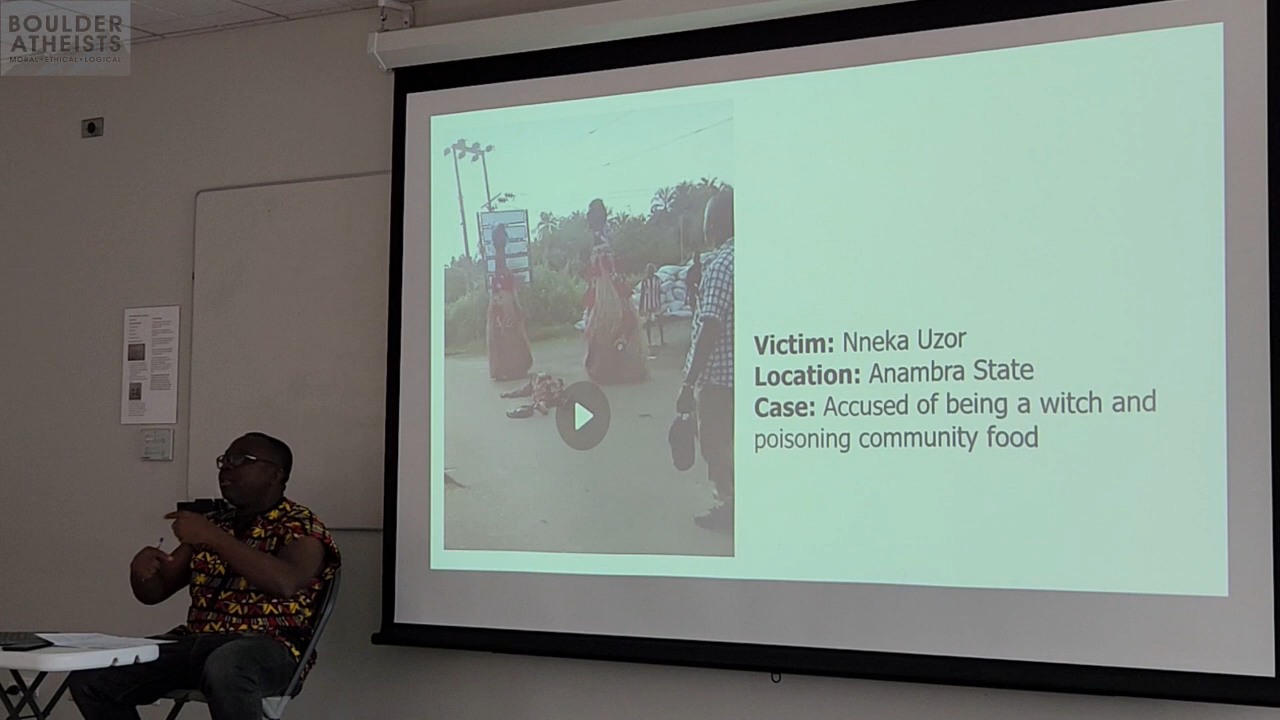 BOULDER
ATHEISTS
MORAL•ETHICAL•LOGICAL
Victim: Nneka Uzor
Location: Anambra State
Case: Accused of being a witch and
poisoning community food